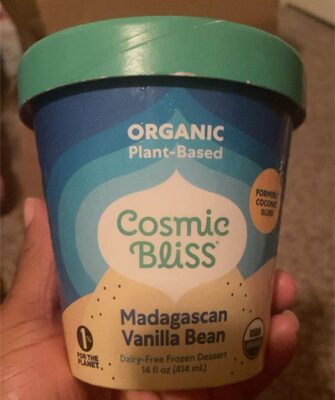 ORGANIC
Plant-Based
FORMERLY
COCONUT
BLISS
Cosmic
BLiSS®
Madagascan
Vanilla Bean
1%
FOR THE
PLANET
Dairy-Free Frozen Dessert
14 fl oz (414 mL)
USDA
ORGANIC